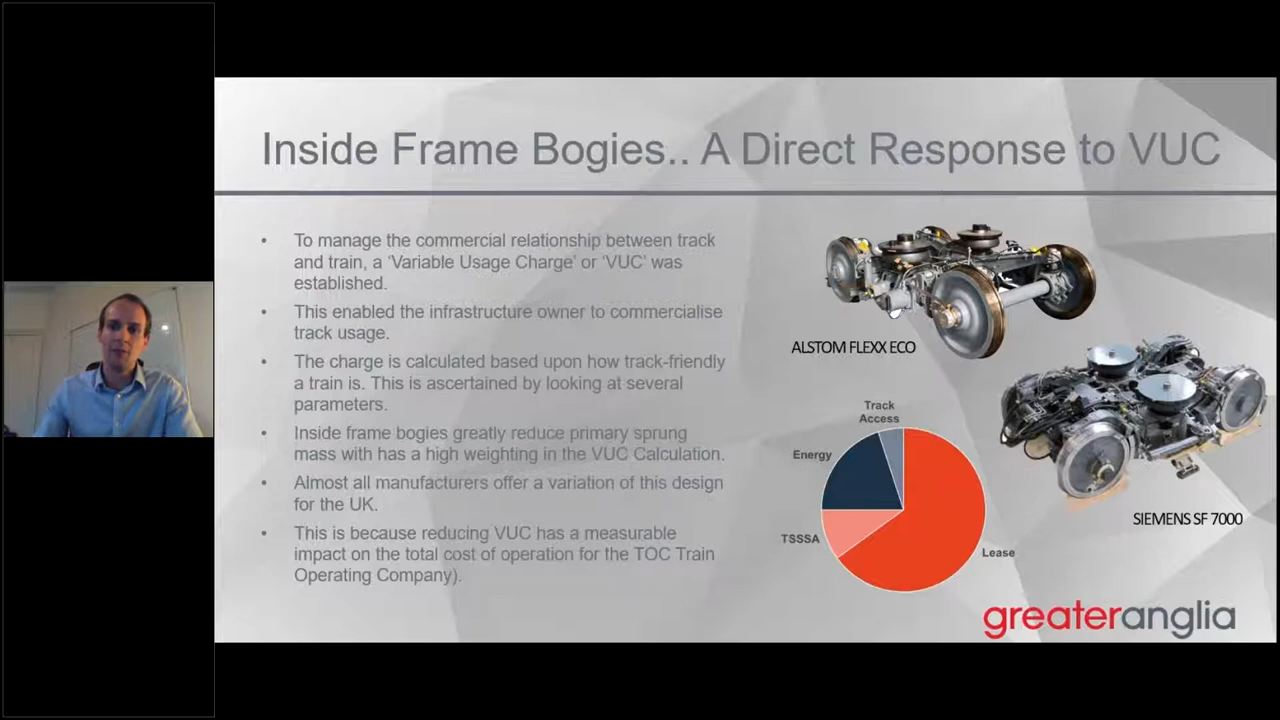 Inside Frame Bogies.. A Direct Response to VUC
• To manage the commercial relationship between track
and train, a ‘Variable Usage Charge’ or ‘VUC’ was
established.
• This enabled the infrastructure owner to commercialise
track usage.
• The charge is calculated based upon how track-friendly
a train is. This is ascertained by looking at several
parameters.
• Inside frame bogies greatly reduce primary sprung
mass with has a high weighting in the VUC Calculation.
• Almost all manufacturers offer a variation of this design
for the UK.
• This is because reducing VUC has a measurable
impact on the total cost of operation for the TOC Train
Operating Company).
ALSTOM FLEXX ECO
SIEMENS SF 7000
Track
Access
Energy
TSSSA
Lease
greateranglia